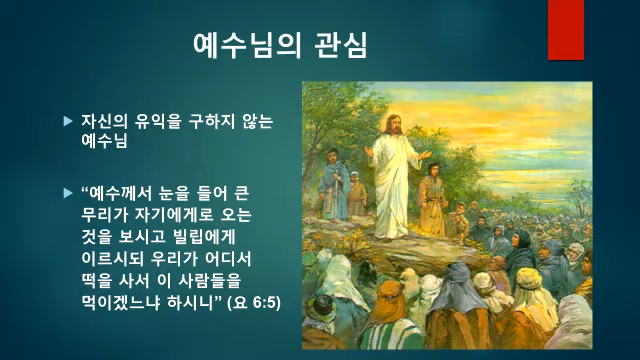 예수님의 관심
자신의 유익을 구하지 않는
예수님
“예수께서 눈을 들어 큰
무리가 자기에게로 오는
것을 보시고 빌립에게
이르시되 우리가 어디서
떡을 사서 이 사람들을
먹이겠느냐 하시니” (요 6:5)